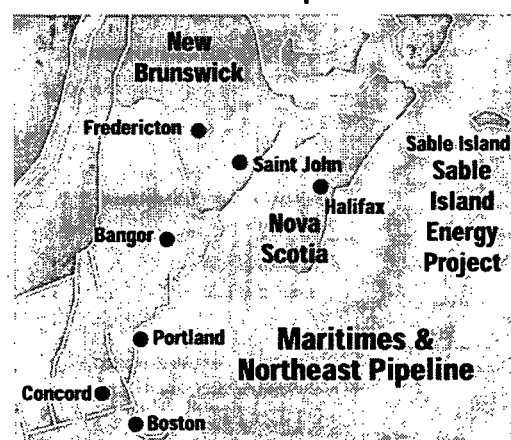 New
Brunswick
Fredericton
Saint John
Sable Island
Sable
Island
Energy
Project
Halifax
Nova
Scotia
Bangor
Portland
Maritimes &
Northeast Pipeline
Concord
Boston